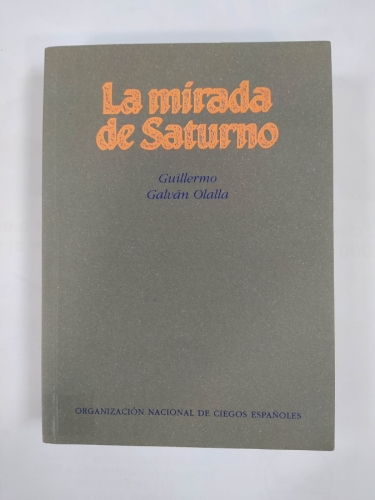 La mirada
de Saturno
Guillermo
Galván Olalla
ORGANIZACIÓN NACIONAL DE CIEGOS ESPAÑOLES